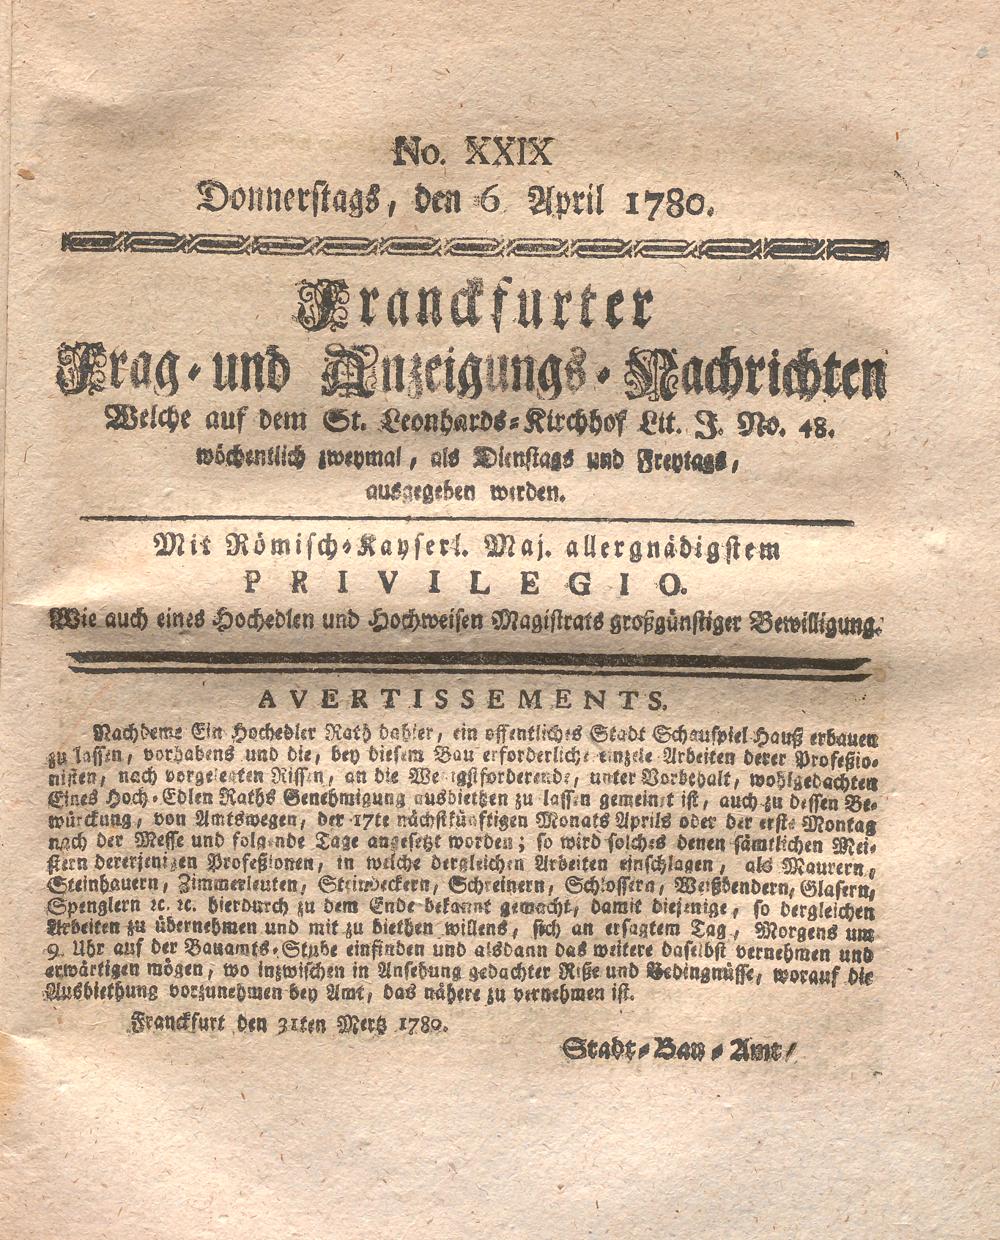 No. XXIX
Donnerstags, den 6 April 1780.
Franckfurter
Frag- und Anzeigungs-Nachrichten
Welche auf dem St. Leonhards-Kirchhof Lit. J. No. 48.
wöchentlich zweymal, als Dienstags und Freytags,
ausgegeben werden.
Mit Römisch-Kayserl. Maj. allergnädigstem
PRIVILEGIO.
Wie auch eines Hochedlen und Hochweisen Magistrats großgünstiger Bewilligung.
AVERTISSEMENTS.
Nachdeme Ein Hochedler Rath dahier, ein offentliches Stadt Schauspiel Hauß erbauen
zu lassen, vorhabens und die, bey diesem Bau erforderliche einzele Arbeiten derer Profeßio-
nisten, nach vorgelegten Rissen, an die Wenigstforderende, unter Vorbehalt, wohlgedachten
Eines Hoch-Edlen Raths Genehmigung ausbietzen zu lassen gemeinet ist, auch zu dessen Be-
würckung, von Amtswegen, der 17te nächstkünftigen Monats Aprils oder der erste Montag
nach der Messe und folgende Tage angesetzt worden; so wird solches denen sämtlichen Mei-
stern dererjenigen Profeßionen, in welche dergleichen Arbeiten einschlagen, als Maurern,
Steinhauern, Zimmerleuten, Steindeckern, Schreinern, Schlossern, Weißbendern, Glasern,
Spenglern ꝛc. ꝛc. hierdurch zu dem Ende bekannt gemacht, damit diejenige, so dergleichen
Arbeiten zu übernehmen und mit zu biethen willens, sich an ersagtem Tag, Morgens um
9. Uhr auf der Bauamts-Stube einfinden und alsdann das weitere daselbst vernehmen und
erwärtigen mögen, wo inzwischen in Ansehung gedachter Riße und Bedingnüsse, worauf die
Ausbiethung vorzunehmen bey Amt, das nähere zu vernehmen ist.
Franckfurt den 31ten Mertz 1780.
Stadt-Bau-Amt/